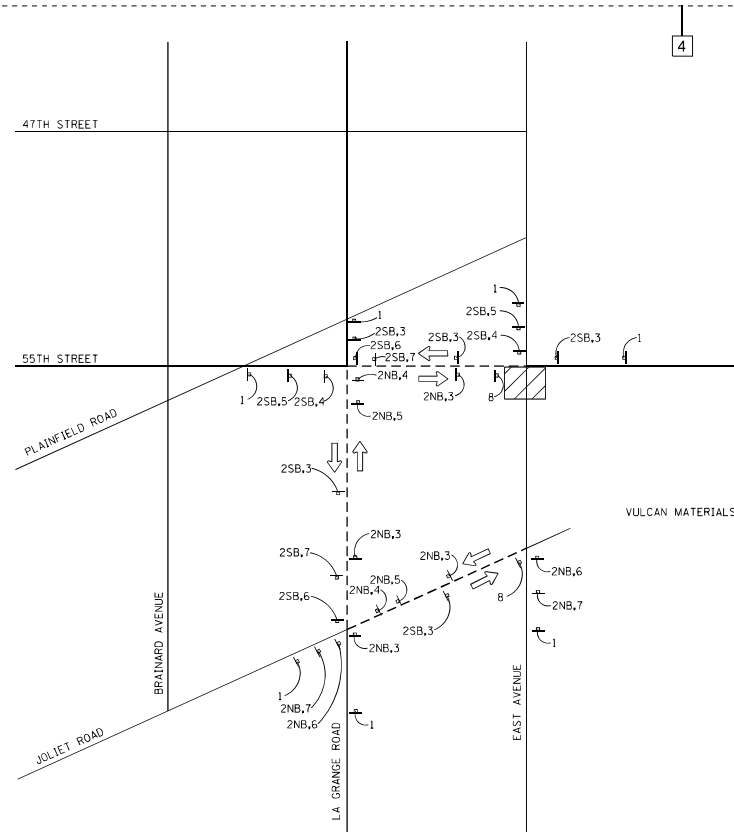 4
47TH STREET
1
2SB,5
2SB,4
1
2SB,3
2SB,6
2SB,7
2SB,3
2SB,3
1
55TH STREET
1
2SB,5
2SB,4
2NB,4
2NB,3
8
2NB,5
PLAINFIELD ROAD
2SB,3
VULCAN MATERIALS
2NB,3
2SB,7
2NB,3
2NB,5
2NB,4
8
2NB,6
2NB,7
2SB,6
2SB,3
1
2NB,3
BRAINARD AVENUE
1
2NB,7
2NB,6
1
EAST AVENUE
JOLIET ROAD
LA GRANGE ROAD